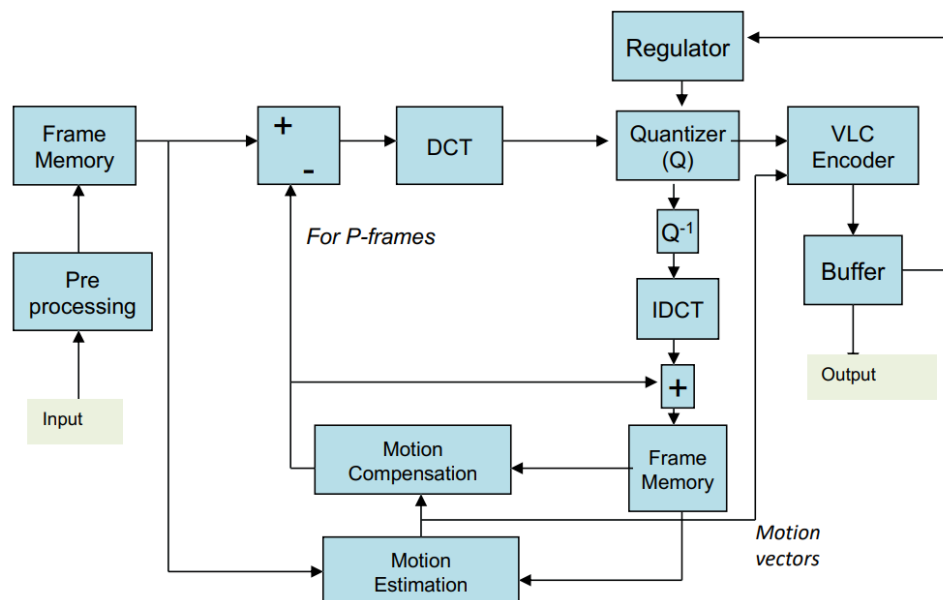 Regulator
Frame
Memory
+
-
DCT
Quantizer
(Q)
VLC
Encoder
For P-frames
Q-1
Pre
processing
Buffer
IDCT
Input
+
Output
Motion
Compensation
Frame
Memory
Motion
vectors
Motion
Estimation